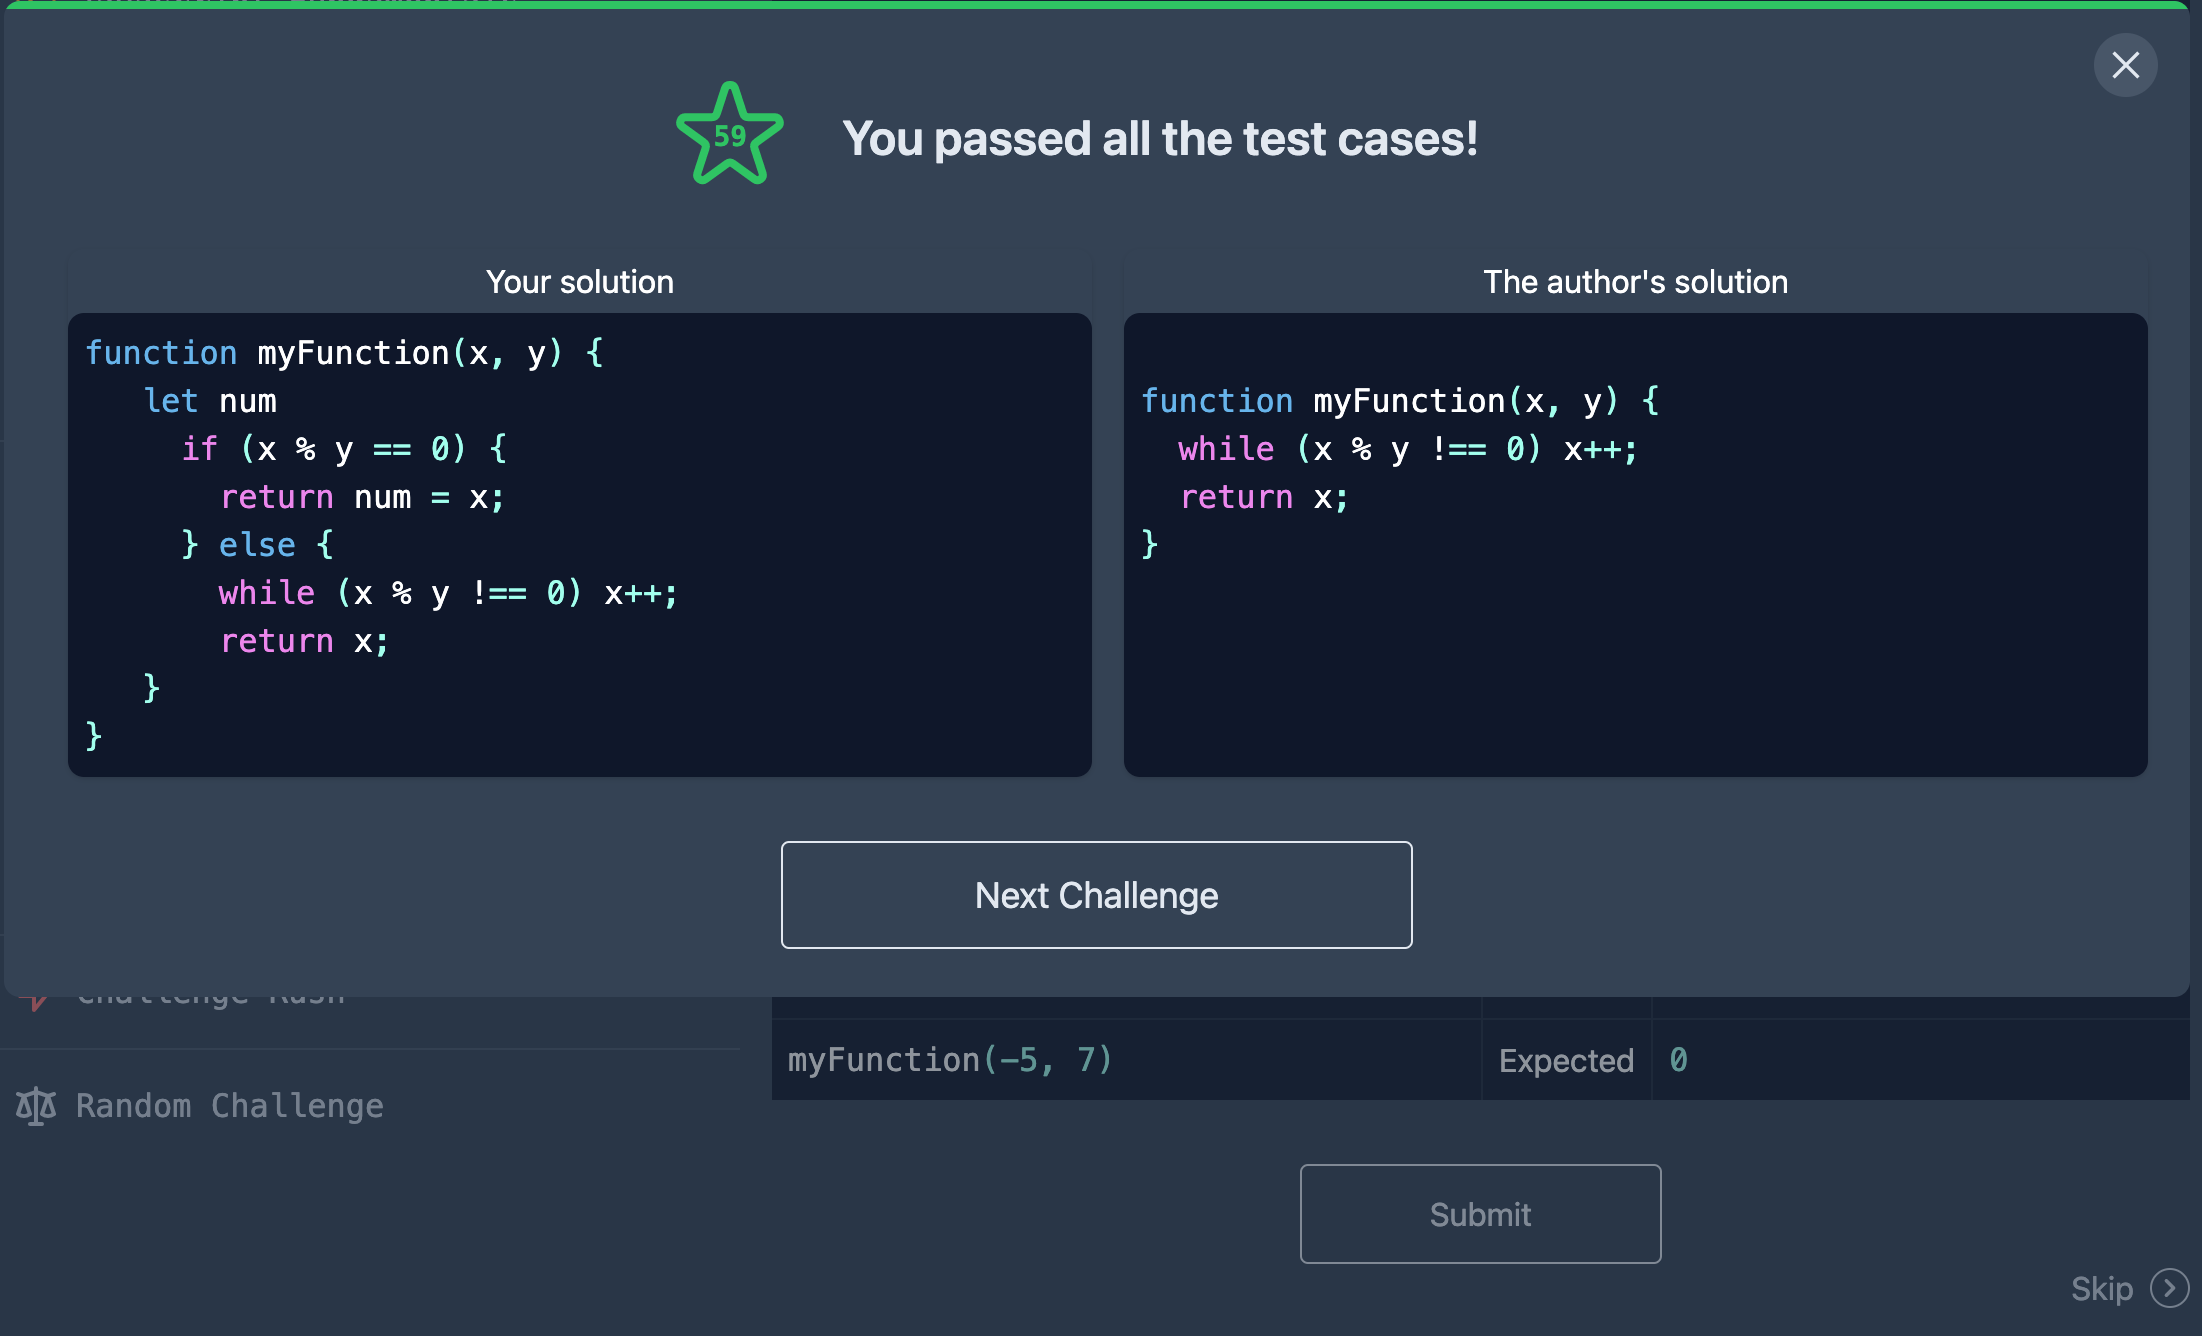 59
You passed all the test cases!
Your solution
function myFunction(x, y) {
let num
if (x % y == 0) {
return num = x;
} else {
while (x % y !== 0) x++;
return x;
}
}
The author's solution
function myFunction(x, y) {
while (x % y !== 0) x++;
return x;
}
Next Challenge
Challenge Rush
Random Challenge
myFunction(-5, 7) Expected 0
Submit
Skip